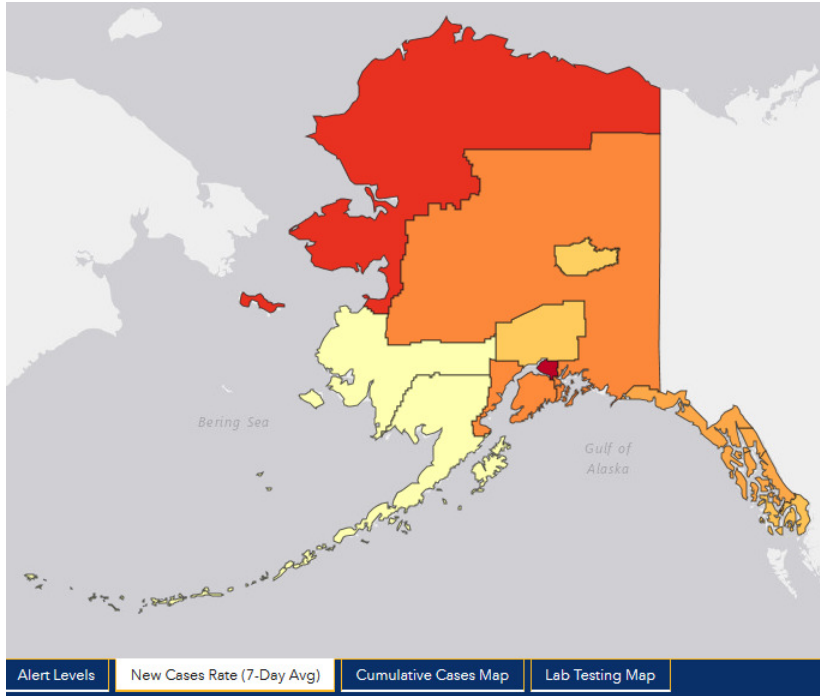 Bering Sea
Gulf of
Alaska
Alert Levels
New Cases Rate (7-Day Avg)
Cumulative Cases Map
Lab Testing Map